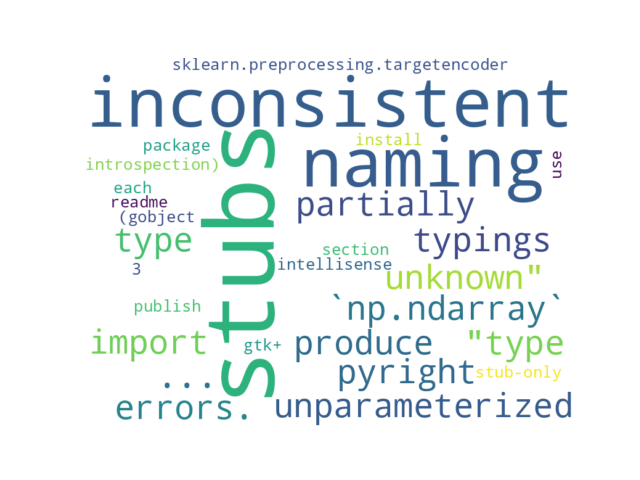 sklearn.preprocessing.targetencoder
inconsistent
package
install
naming
introspection)
use
each
readme
partially
(gobject
stubs
type
typings
section
3
intellisense
unknown"
publish
`np.ndarray`
import
gtk+
produce
"type
...
pyright
stub-only
errors.
unparameterized